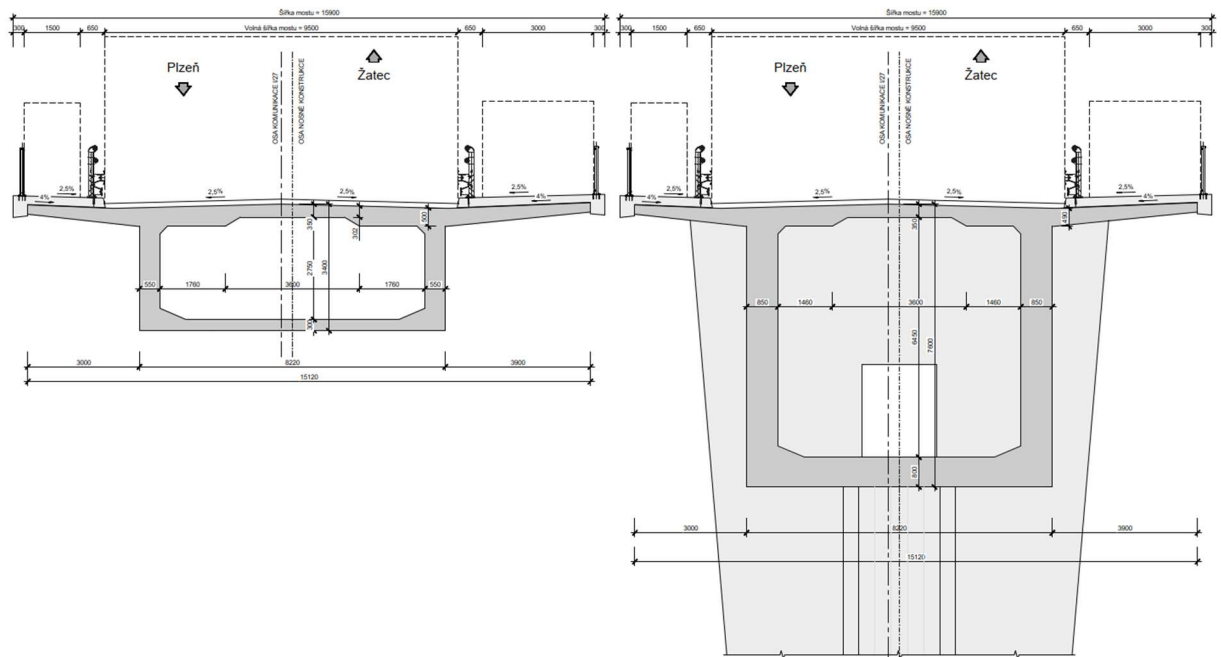 Šířka mostu = 15900
300 1500 650 Volná šířka mostu = 9500 650 3000 300
Plzeň
Žatec
OSA KOMUNIKACE I/27
OSA NOSNÉ KONSTRUKCE
2,5%
4%
2,5%
2,5%
2,5%
4%
350
302
500
2750
3400
550 1760 3600 1760 550
300
3000 8220 3900
15120
Šířka mostu = 15900
300 1500 650 Volná šířka mostu = 9500 650 3000 300
Plzeň
Žatec
OSA KOMUNIKACE I/27
OSA NOSNÉ KONSTRUKCE
2,5%
4%
2,5%
2,5%
2,5%
4%
350
490
850 1460 3600 1460 850
6450
7600
800
3000 8220 3900
15120